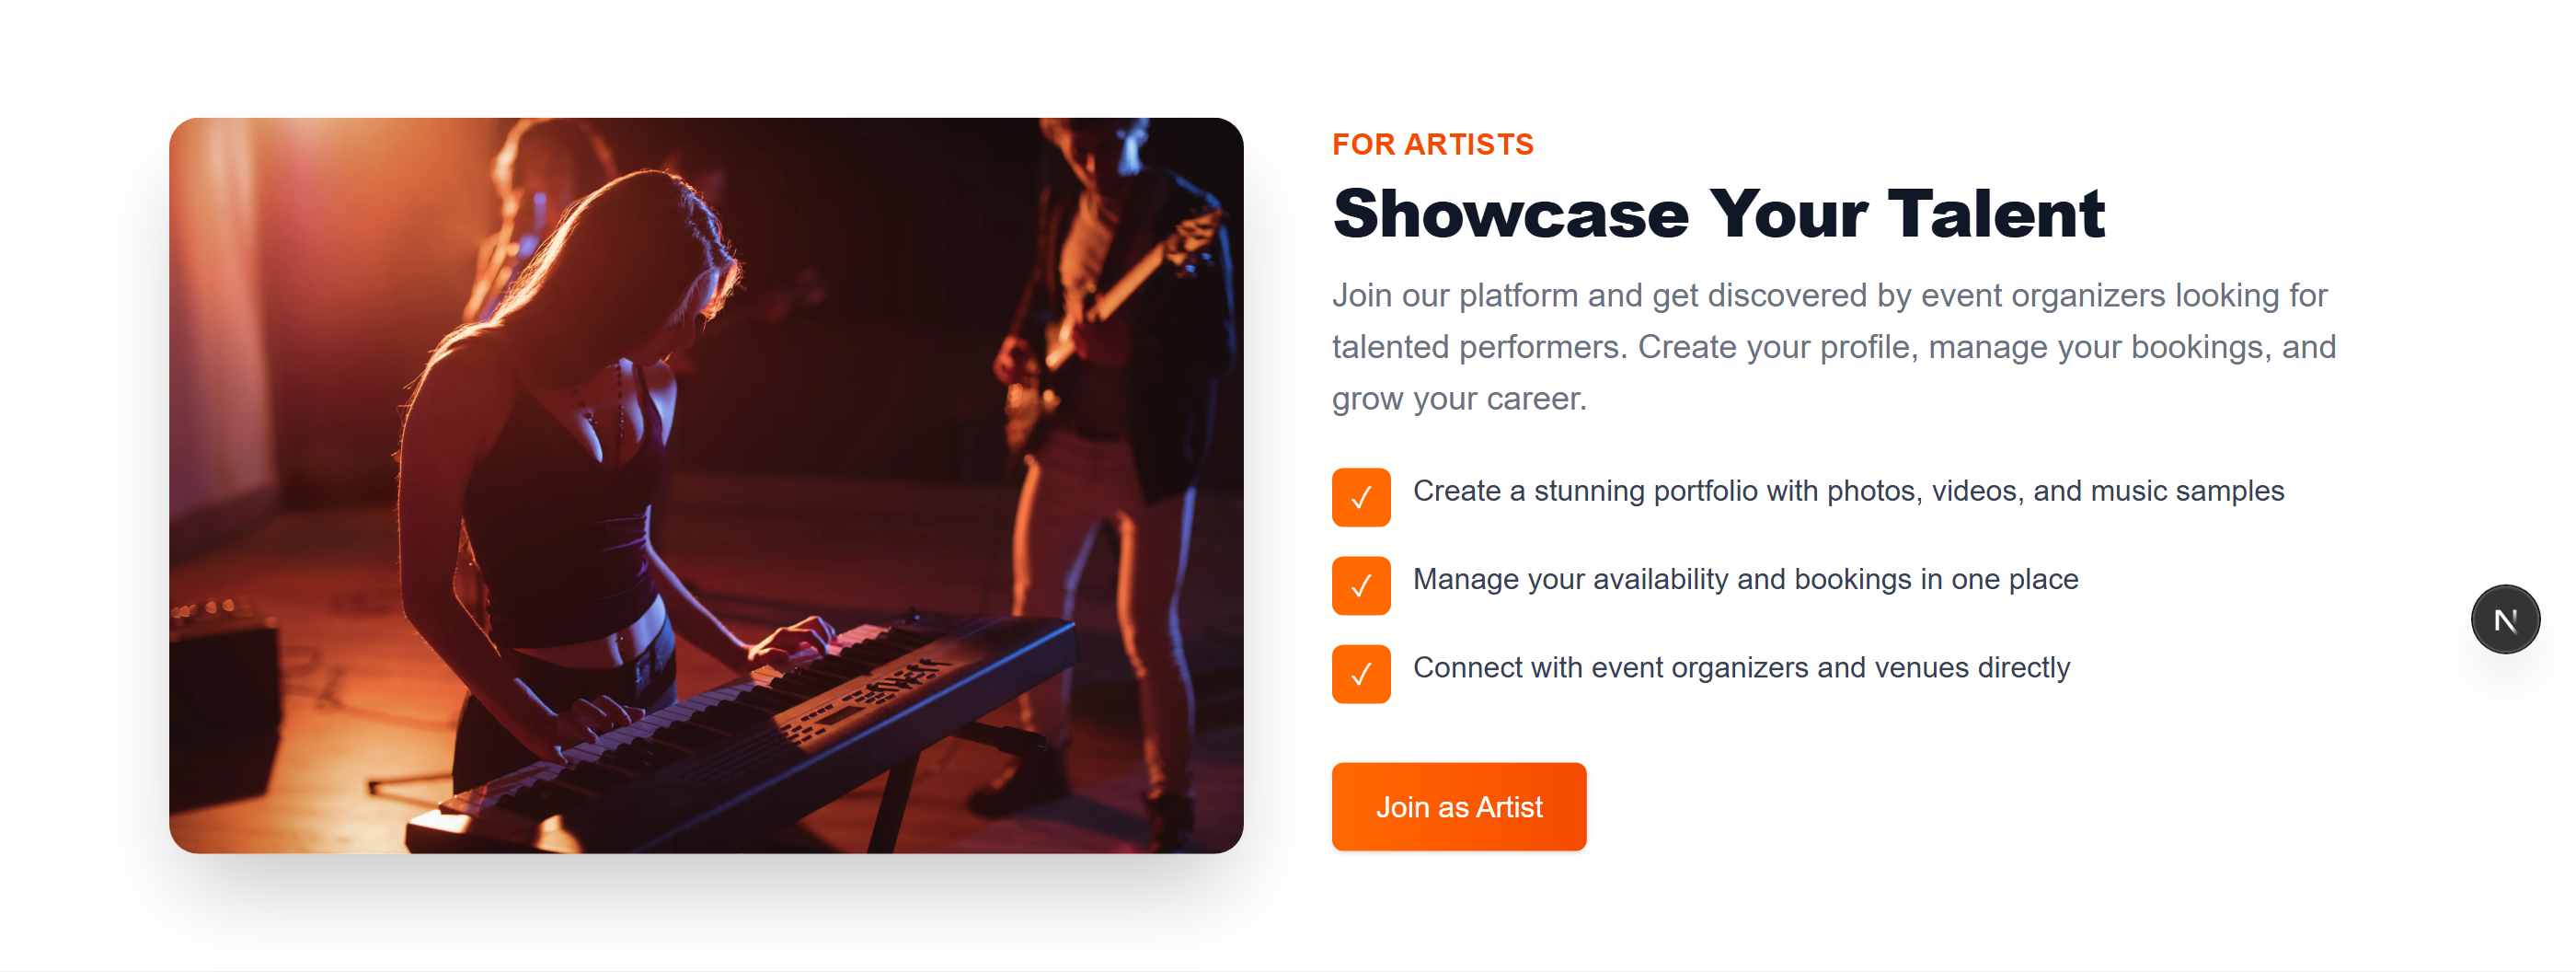 FOR ARTISTS
Showcase Your Talent
Join our platform and get discovered by event organizers looking for
talented performers. Create your profile, manage your bookings, and
grow your career.
✓ Create a stunning portfolio with photos, videos, and music samples
✓ Manage your availability and bookings in one place
✓ Connect with event organizers and venues directly
N
Join as Artist